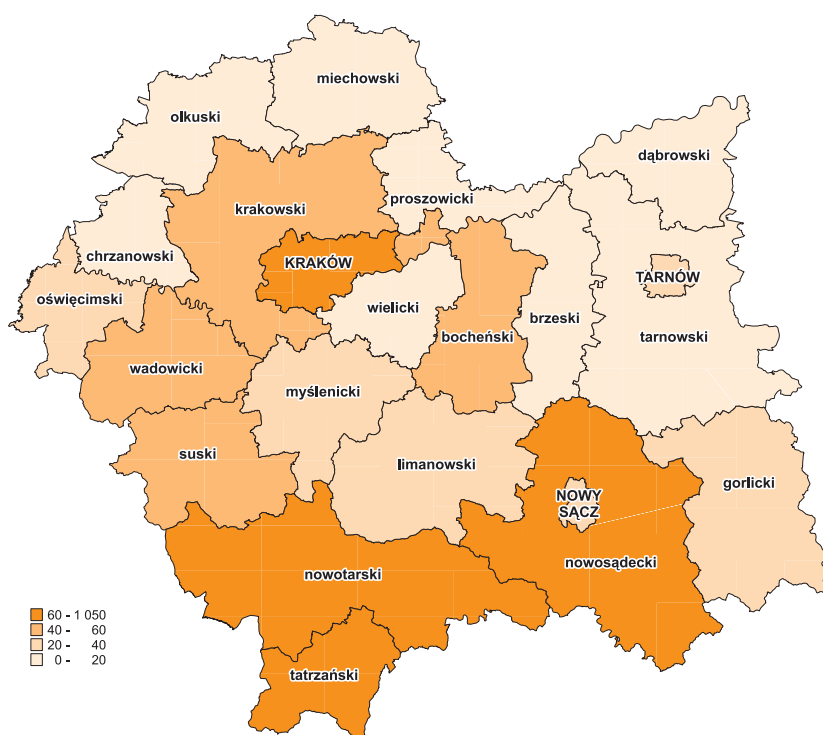 miechowski
olkuski
dąbrowski
proszowicki
krakowski
chrzanowski
KRAKÓW
TARNÓW
oświęcimski
wielicki
brzeski
bocheński
tarnowski
wadowicki
myślenicki
suski
limanowski
gorlicki
NOWY
SĄCZ
nowosądecki
nowotarski
tatrzański
60 - 1 050
40 - 60
20 - 40
0 - 20